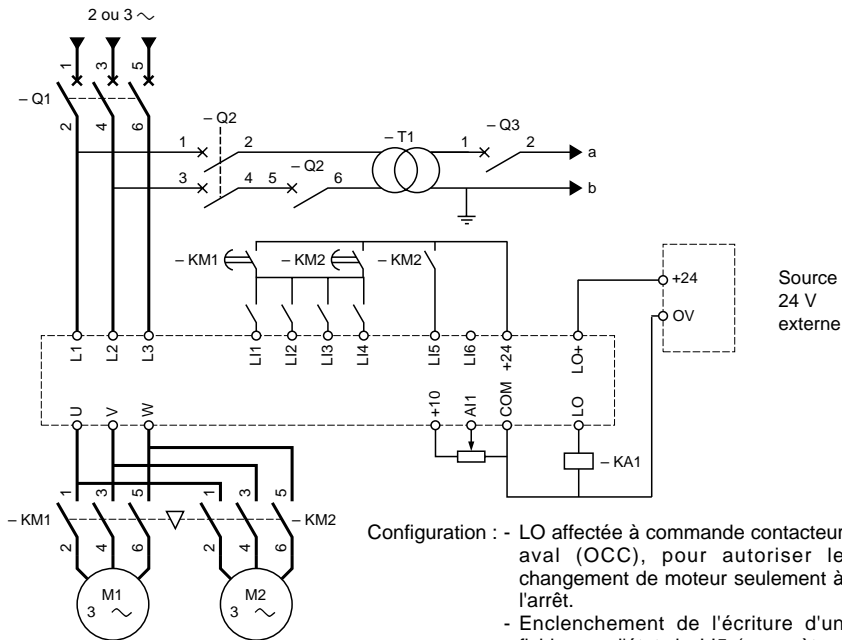 2 ou 3 ~
1 3 5
– Q1
2 4 6
– Q2
1 2
– T1
– Q3
1 2
a
– Q2
3 4 5 6
b
– KM1
– KM2
– KM2
+24
0V
Source
24 V
externe
L1 L2 L3 LI1 LI2 LI3 LI4 LI5 LI6 +24 LO+
U V W +10 AI1 COM LO
– KA1
1 3 5 1 3 5
– KM1
– KM2
2 4 6 2 4 6
M1
3 ~
M2
3 ~
Configuration : - LO affectée à commande contacteur
aval (OCC), pour autoriser le
changement de moteur seulement à
l'arrêt.
- Enclenchement de l'écriture d'un